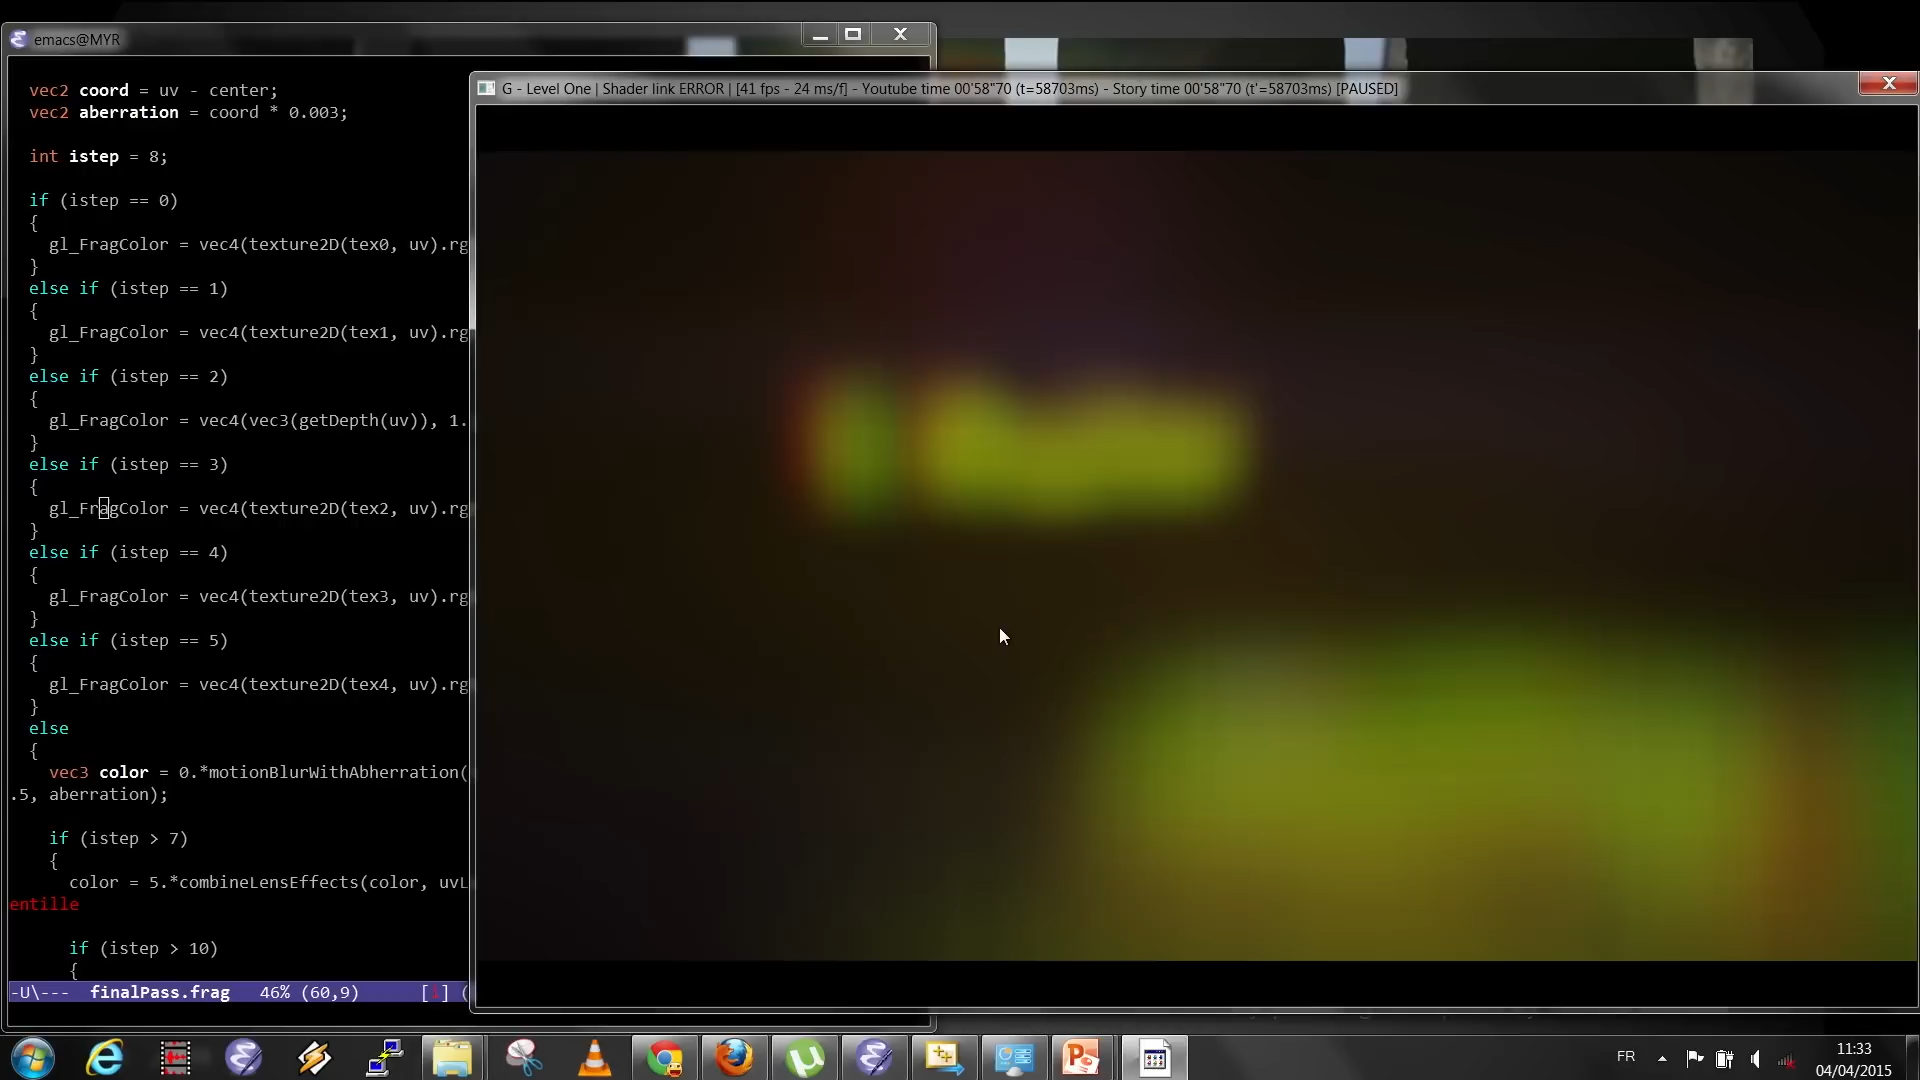 emacs@MYR
vec2 coord = uv - center;
vec2 aberration = coord * 0.003;
int istep = 8;
if (istep == 0)
{
gl_FragColor = vec4(texture2D(tex0, uv).rg
}
else if (istep == 1)
{
gl_FragColor = vec4(texture2D(tex1, uv).rg
}
else if (istep == 2)
{
gl_FragColor = vec4(vec3(getDepth(uv)), 1.
}
else if (istep == 3)
{
gl_FragColor = vec4(texture2D(tex2, uv).rg
}
else if (istep == 4)
{
gl_FragColor = vec4(texture2D(tex3, uv).rg
}
else if (istep == 5)
{
gl_FragColor = vec4(texture2D(tex4, uv).rg
}
else
{
vec3 color = 0.*motionBlurWithAbherration(
.5, aberration);
if (istep > 7)
{
color = 5.*combineLensEffects(color, uvL
entille
if (istep > 10)
{
-U\--- finalPass.frag 46% (60,9) [ ] (
G - Level One | Shader link ERROR | [41 fps - 24 ms/f] - Youtube time 00'58"70 (t=58703ms) - Story time 00'58"70 (t'=58703ms) [PAUSED]
FR
11:33
04/04/2015